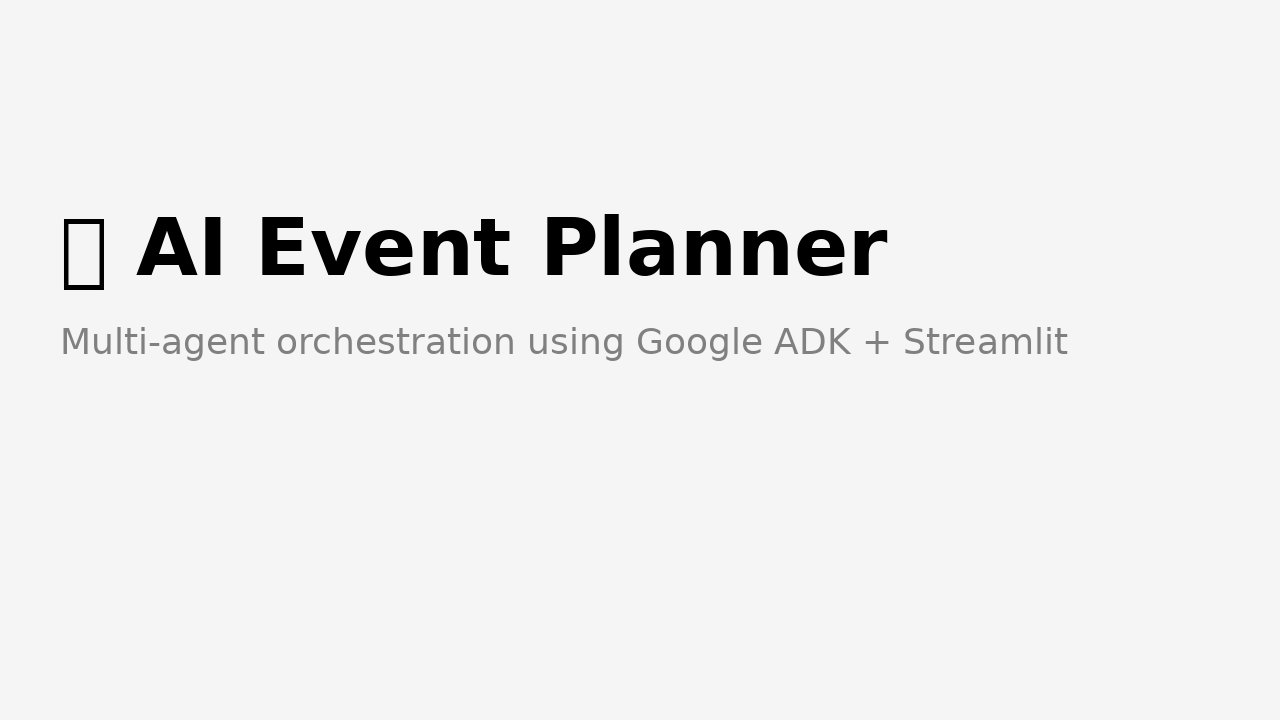 AI Event Planner
Multi-agent orchestration using Google ADK + Streamlit